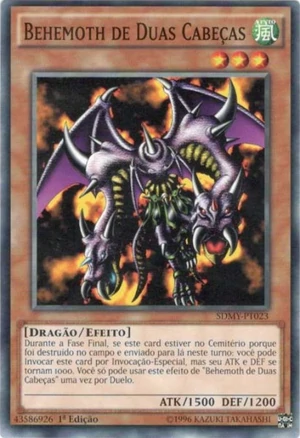 BEHEMOTH DE DUAS CABEÇAS
風
SDMY-PT023
[DRAGÃO/EFEITO]
Durante a Fase Final, se este card estiver no Cemitério porque
foi destruído no campo e enviado para lá neste turno: você pode
Invocar este card por Invocação-Especial, mas seu ATK e DEF se
tornam 1000. Você só pode usar este efeito de "Behemoth de Duas
Cabeças" uma vez por Duelo.
ATK/1500 DEF/1200
43586926 1ª Edição ©1996 KAZUKI TAKAHASHI